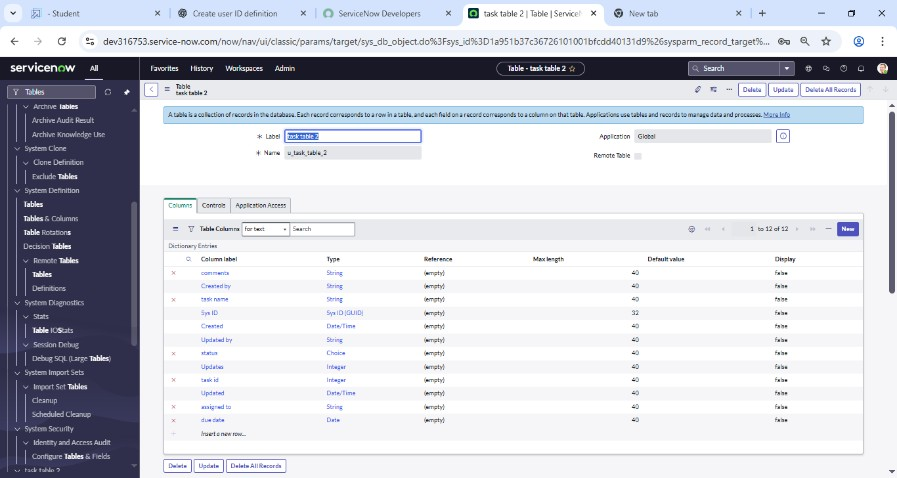 - Student
Create user ID definition
ServiceNow Developers
task table 2 | Table | ServiceN
New tab
dev316753.service-now.com/now/nav/ui/classic/params/target/sys_db_object.do%3Fsys_id%3D1a951b37c36726101001bfcdd40131d9%26sysparm_record_target%...
servicenow All Favorites History Workspaces Admin Table - task table 2 Search
Tables
Archive Tables
Archive Audit Result
Archive Knowledge Use
System Clone
Clone Definition
Exclude Tables
System Definition
Tables
Tables & Columns
Table Rotations
Decision Tables
Remote Tables
Tables
Definitions
System Diagnostics
Stats
Table IOStats
Session Debug
Debug SQL (Large Tables)
System Import Sets
Import Set Tables
Cleanup
Scheduled Cleanup
System Security
Identity and Access Audit
Configure Tables & Fields
task table 2
Table
task table 2
Delete Update Delete All Records
A table is a collection of records in the database. Each record corresponds to a row in a table, and each field on a record corresponds to a column on that table. Applications use tables and records to manage data and processes. More Info
Label task table 2 Application Global
Name u_task_table_2 Remote Table
Columns Controls Application Access
Table Columns for text Search 1 to 12 of 12 New
Dictionary Entries
Column label Type Reference Max length Default value Display
comments String (empty) 40 false
Created by String (empty) 40 false
task name String (empty) 40 false
Sys ID Sys ID (GUID) (empty) 32 false
Created Date/Time (empty) 40 false
Updated by String (empty) 40 false
status Choice (empty) 40 false
Updates Integer (empty) 40 false
task id Integer (empty) 40 false
Updated Date/Time (empty) 40 false
assigned to String (empty) 40 false
due date Date (empty) 40 false
Insert a new row...
Delete Update Delete All Records